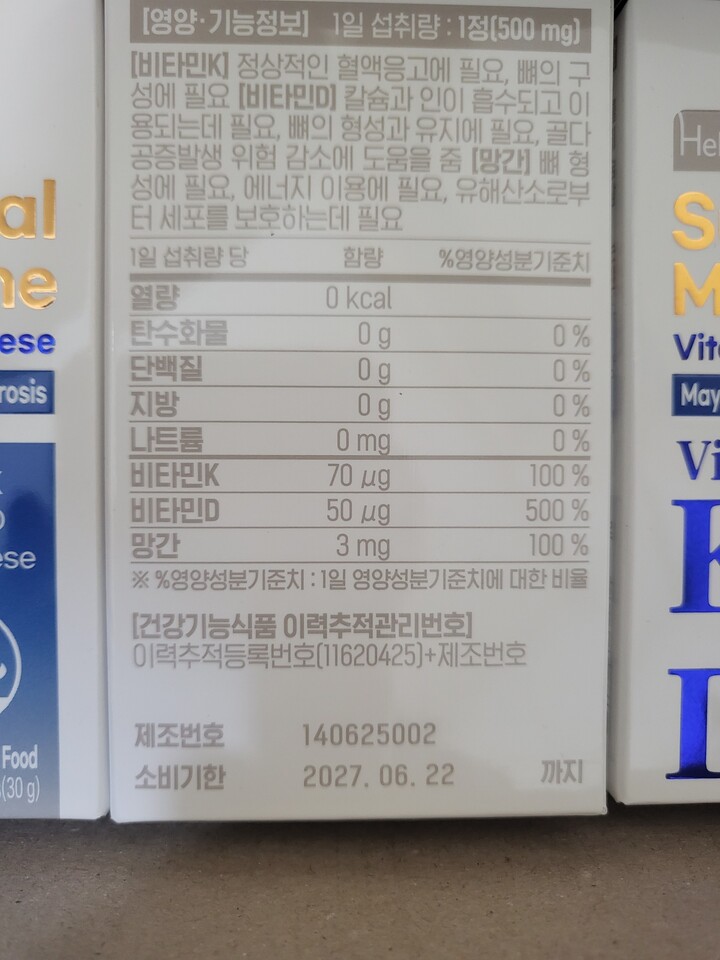 [영양·기능정보] 1일 섭취량 : 1정(500 mg)
[비타민K] 정상적인 혈액응고에 필요, 뼈의 구
성에 필요 [비타민D] 칼슘과 인이 흡수되고 이
용되는데 필요, 뼈의 형성과 유지에 필요, 골다
공증발생 위험 감소에 도움을 줌 [망간] 뼈 형
성에 필요, 에너지 이용에 필요, 유해산소로부
터 세포를 보호하는데 필요
1일 섭취량 당 함량 %영양성분기준치
열량 0 kcal
탄수화물 0 g 0 %
단백질 0 g 0 %
지방 0 g 0 %
나트륨 0 mg 0 %
비타민K 70 µg 100 %
비타민D 50 µg 500 %
망간 3 mg 100 %
※ %영양성분기준치 : 1일 영양성분기준치에 대한 비율
[건강기능식품 이력추적관리번호]
이력추적등록번호(11620425)+제조번호
제조번호 140625002
소비기한 2027. 06. 22 까지
al
ne
ese
rosis
ese
Food
(30 g)
Hel
S
M
Vit
May
Vi
K
D